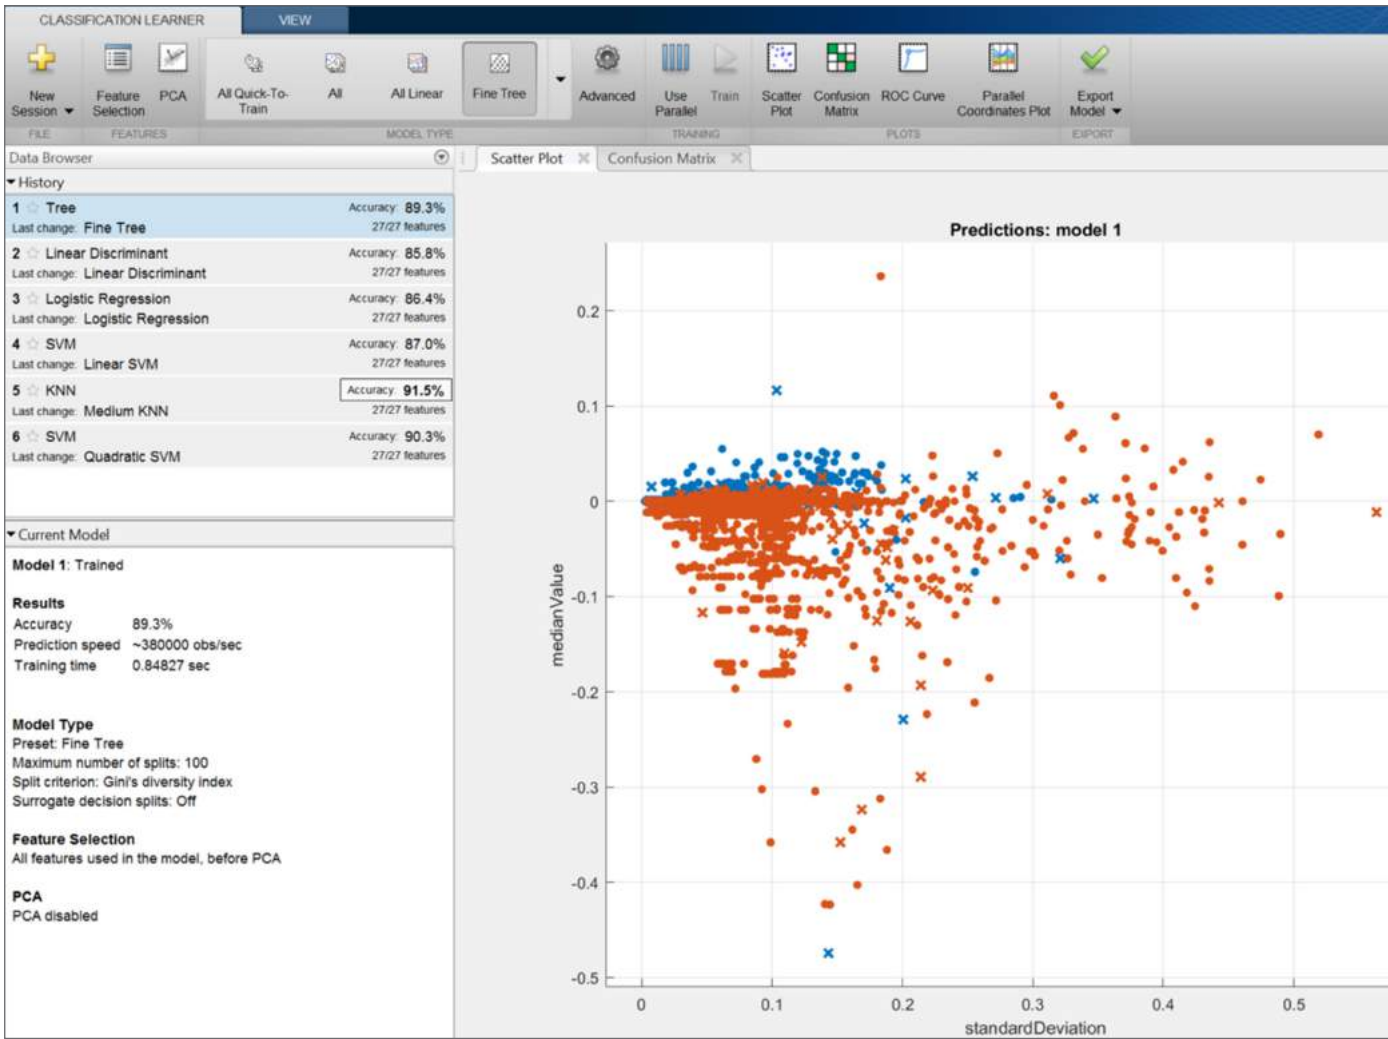 CLASSIFICATION LEARNER VIEW
New Session
Feature Selection
PCA
All Quick-To-Train
All
All Linear
Fine Tree
Advanced
Use Parallel
Train
Scatter Plot
Confusion Matrix
ROC Curve
Parallel Coordinates Plot
Export Model
FILE FEATURES MODEL TYPE TRAINING PLOTS EXPORT
Data Browser
History
1 Tree Accuracy: 89.3%
Last change: Fine Tree 27/27 features
2 Linear Discriminant Accuracy: 85.8%
Last change: Linear Discriminant 27/27 features
3 Logistic Regression Accuracy: 86.4%
Last change: Logistic Regression 27/27 features
4 SVM Accuracy: 87.0%
Last change: Linear SVM 27/27 features
5 KNN Accuracy: 91.5%
Last change: Medium KNN 27/27 features
6 SVM Accuracy: 90.3%
Last change: Quadratic SVM 27/27 features
Current Model
Model 1: Trained
Results
Accuracy 89.3%
Prediction speed ~380000 obs/sec
Training time 0.84827 sec
Model Type
Preset: Fine Tree
Maximum number of splits: 100
Split criterion: Gini's diversity index
Surrogate decision splits: Off
Feature Selection
All features used in the model, before PCA
PCA
PCA disabled
Scatter Plot Confusion Matrix
Predictions: model 1
medianValue
0.2
0.1
0
-0.1
-0.2
-0.3
-0.4
-0.5
0 0.1 0.2 0.3 0.4 0.5
standardDeviation